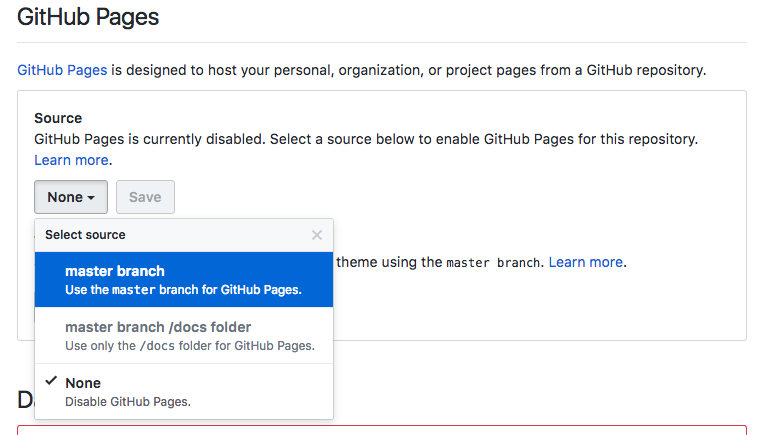 GitHub Pages
GitHub Pages is designed to host your personal, organization, or project pages from a GitHub repository.
Source
GitHub Pages is currently disabled. Select a source below to enable GitHub Pages for this repository.
Learn more.
None Save
Select source
theme using the master branch. Learn more.
master branch
Use the master branch for GitHub Pages.
master branch /docs folder
Use only the /docs folder for GitHub Pages.
None
Disable GitHub Pages.